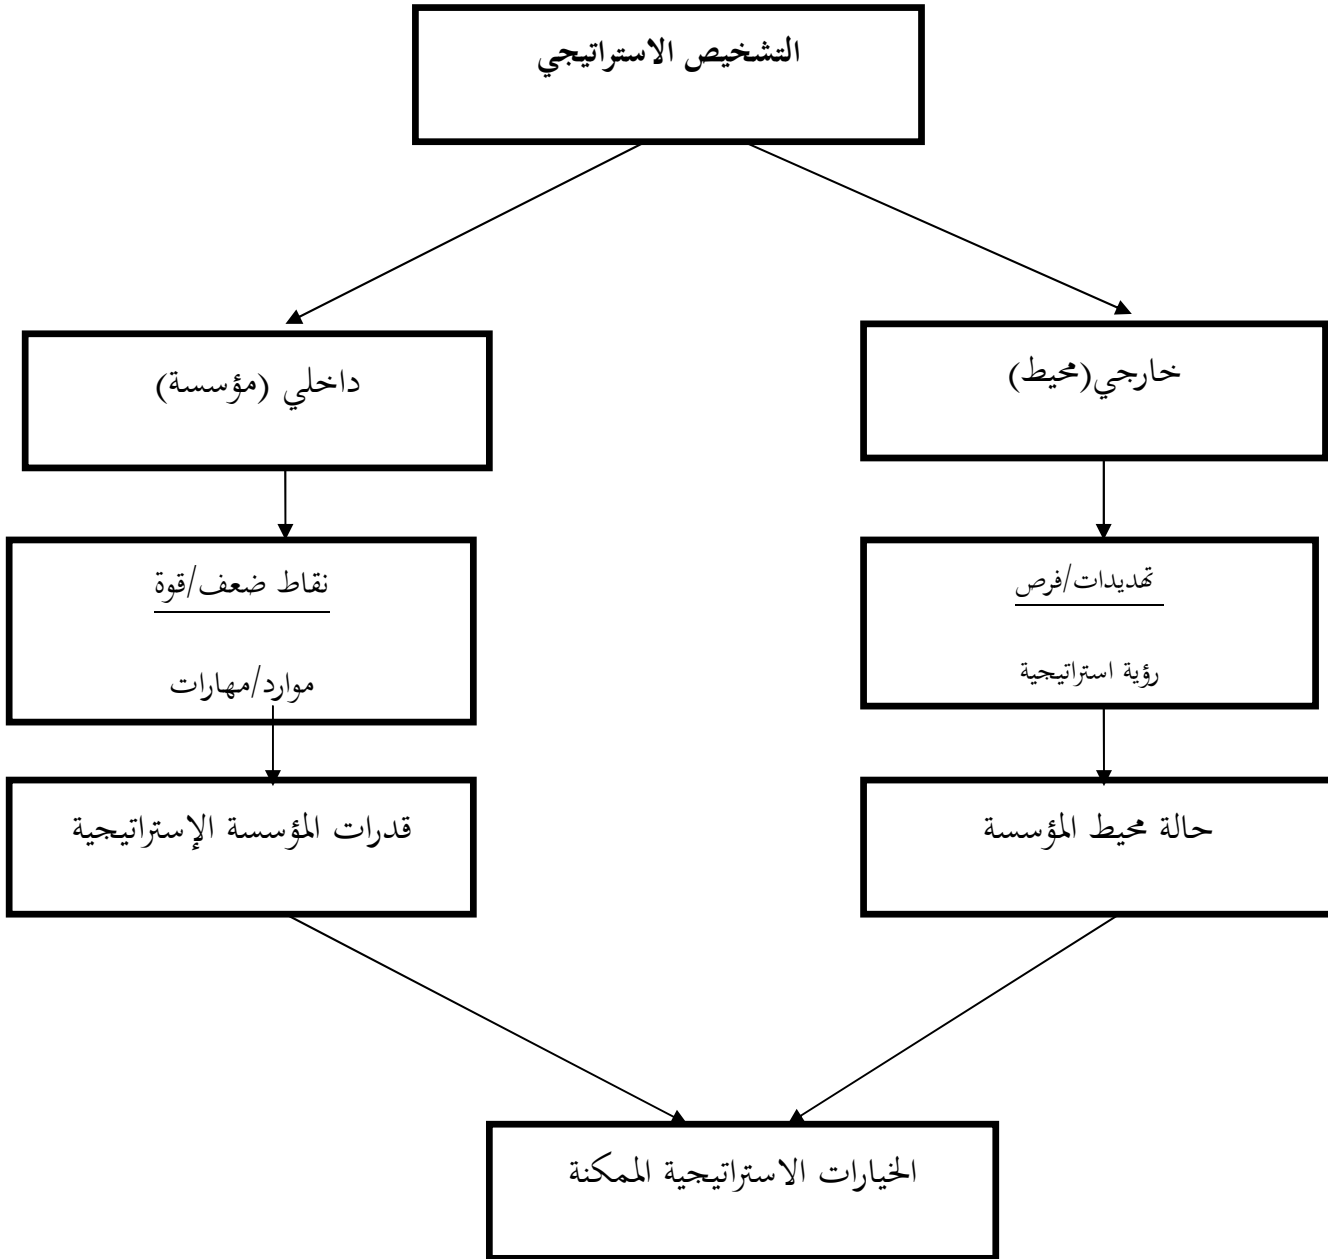 التشخيص الاستراتيجي
خارجي(محيط)
داخلي (مؤسسة)
تهديدات/فرص
رؤية استراتيجية
نقاط ضعف/قوة
موارد/مهارات
حالة محيط المؤسسة
قدرات المؤسسة الإستراتيجية
الخيارات الاستراتيجية الممكنة